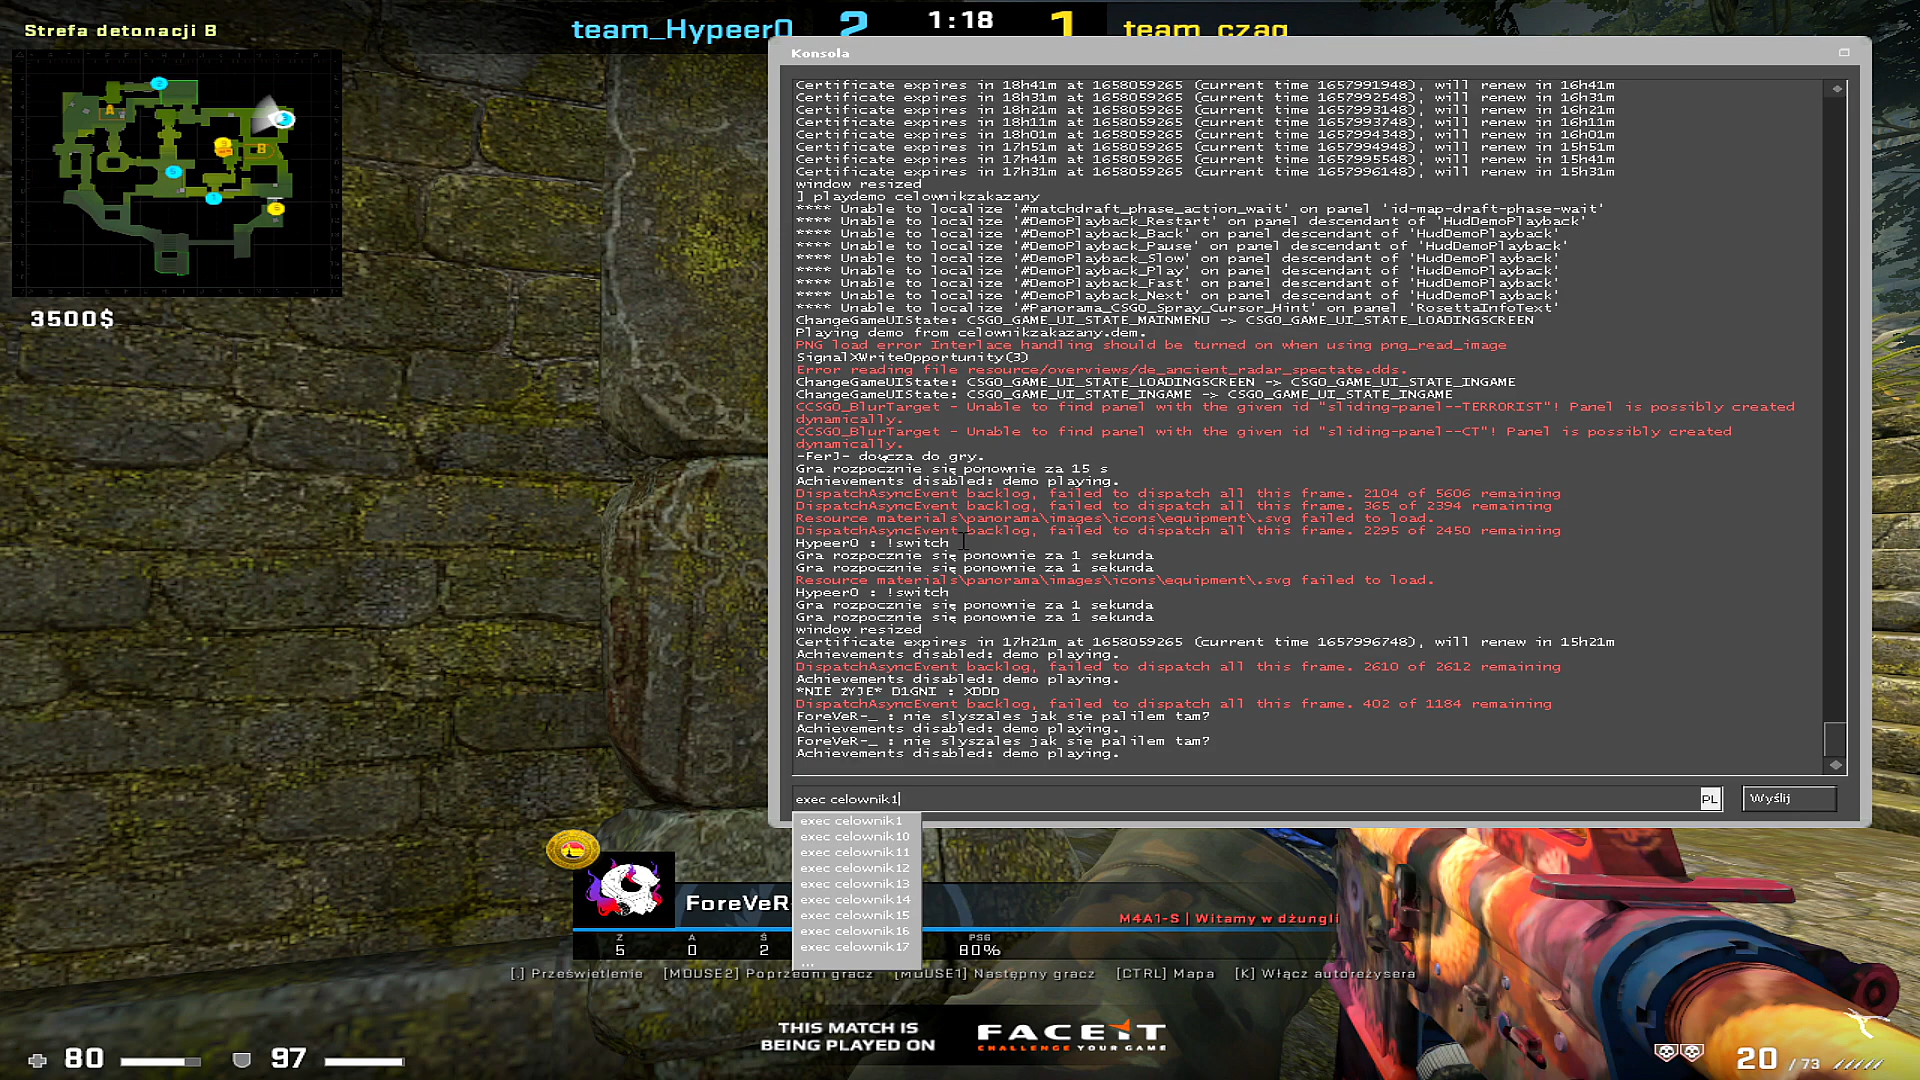 Strefa detonacji B
team_Hypeer0 2 1:18 1 team_czaq
3500$
Konsola
Certificate expires in 18h41m at 1658059265 (current time 1657991948), will renew in 16h41m
Certificate expires in 18h31m at 1658059265 (current time 1657992548), will renew in 16h31m
Certificate expires in 18h21m at 1658059265 (current time 1657993148), will renew in 16h21m
Certificate expires in 18h11m at 1658059265 (current time 1657993748), will renew in 16h11m
Certificate expires in 18h01m at 1658059265 (current time 1657994348), will renew in 16h01m
Certificate expires in 17h51m at 1658059265 (current time 1657994948), will renew in 15h51m
Certificate expires in 17h41m at 1658059265 (current time 1657995548), will renew in 15h41m
Certificate expires in 17h31m at 1658059265 (current time 1657996148), will renew in 15h31m
window resized
] playdemo celownikzakazany
**** Unable to localize '#matchdraft_phase_action_wait' on panel 'id-map-draft-phase-wait'
**** Unable to localize '#DemoPlayback_Restart' on panel descendant of 'HudDemoPlayback'
**** Unable to localize '#DemoPlayback_Back' on panel descendant of 'HudDemoPlayback'
**** Unable to localize '#DemoPlayback_Pause' on panel descendant of 'HudDemoPlayback'
**** Unable to localize '#DemoPlayback_Slow' on panel descendant of 'HudDemoPlayback'
**** Unable to localize '#DemoPlayback_Play' on panel descendant of 'HudDemoPlayback'
**** Unable to localize '#DemoPlayback_Fast' on panel descendant of 'HudDemoPlayback'
**** Unable to localize '#DemoPlayback_Next' on panel descendant of 'HudDemoPlayback'
**** Unable to localize '#Panorama_CSGO_Spray_Cursor_Hint' on panel 'RosettaInfoText'
ChangeGameUIState: CSGO_GAME_UI_STATE_MAINMENU -> CSGO_GAME_UI_STATE_LOADINGSCREEN
Playing demo from celownikzakazany.dem.
PNG load error Interlace handling should be turned on when using png_read_image
SignalXWriteOpportunity(3)
Error reading file resource/overviews/de_ancient_radar_spectate.dds.
ChangeGameUIState: CSGO_GAME_UI_STATE_LOADINGSCREEN -> CSGO_GAME_UI_STATE_INGAME
ChangeGameUIState: CSGO_GAME_UI_STATE_INGAME -> CSGO_GAME_UI_STATE_INGAME
CCSGO_BlurTarget - Unable to find panel with the given id "sliding-panel--TERRORIST"! Panel is possibly created
dynamically.
CCSGO_BlurTarget - Unable to find panel with the given id "sliding-panel--CT"! Panel is possibly created
dynamically.
-FerJ- dołącza do gry.
Gra rozpocznie się ponownie za 15 s
Achievements disabled: demo playing.
DispatchAsyncEvent backlog, failed to dispatch all this frame. 2104 of 5606 remaining
DispatchAsyncEvent backlog, failed to dispatch all this frame. 365 of 2394 remaining
Resource materials\panorama\images\icons\equipment\.svg failed to load.
DispatchAsyncEvent backlog, failed to dispatch all this frame. 2295 of 2450 remaining
Hypeer0 : !switch
Gra rozpocznie się ponownie za 1 sekunda
Gra rozpocznie się ponownie za 1 sekunda
Resource materials\panorama\images\icons\equipment\.svg failed to load.
Hypeer0 : !switch
Gra rozpocznie się ponownie za 1 sekunda
Gra rozpocznie się ponownie za 1 sekunda
window resized
Certificate expires in 17h21m at 1658059265 (current time 1657996748), will renew in 15h21m
Achievements disabled: demo playing.
DispatchAsyncEvent backlog, failed to dispatch all this frame. 2610 of 2612 remaining
Achievements disabled: demo playing.
*NIE ŻYJE* D1GNI : XDDD
DispatchAsyncEvent backlog, failed to dispatch all this frame. 402 of 1184 remaining
ForeVeR-_ : nie slyszales jak sie palilem tam?
Achievements disabled: demo playing.
ForeVeR-_ : nie slyszales jak sie palilem tam?
Achievements disabled: demo playing.
exec celownik1
PL
Wyślij
exec celownik1
exec celownik10
exec celownik11
exec celownik12
exec celownik13
exec celownik14
exec celownik15
exec celownik16
exec celownik17
...
ForeVeR
M4A1-S | Witamy w dżungli
Z A Ś PSG
5 0 2 80%
[.] Prześwietlenie [MOUSE2] Poprzedni gracz [MOUSE1] Następny gracz [CTRL] Mapa [K] Włącz autoreżysera
THIS MATCH IS
BEING PLAYED ON
FACEIT
CHALLENGE YOUR GAME
80 97
20 / 73